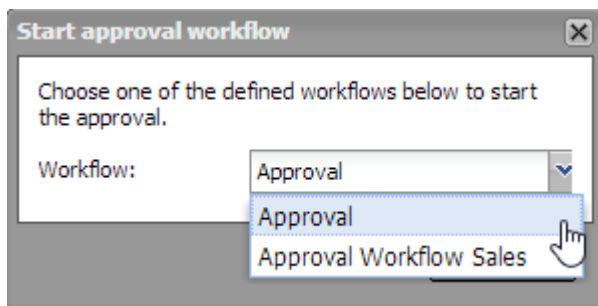 Start approval workflow
Choose one of the defined workflows below to start
the approval.
Workflow: Approval
Approval
Approval Workflow Sales